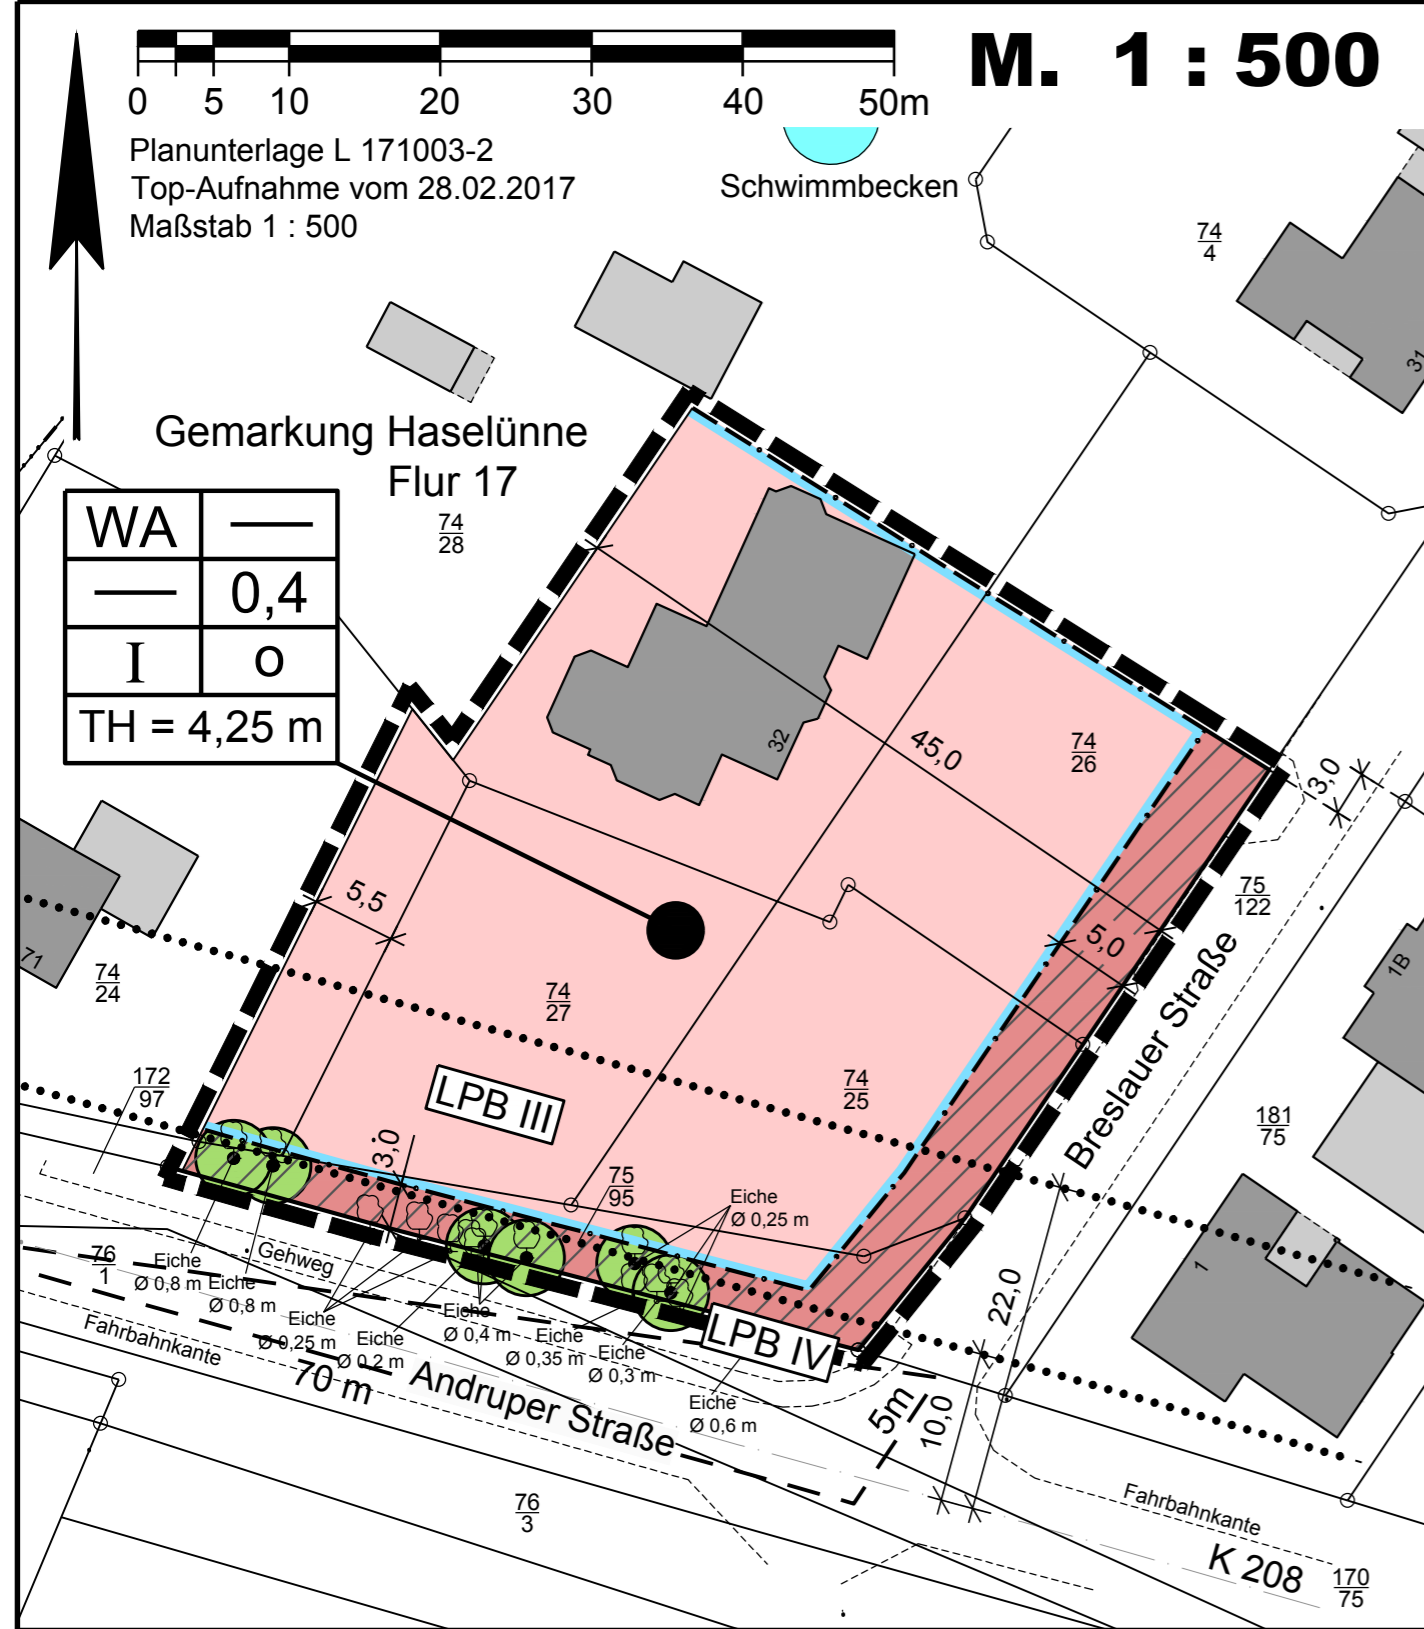 M. 1 : 500
0 5 10 20 30 40 50m
Planunterlage L 171003-2
Top-Aufnahme vom 28.02.2017
Maßstab 1 : 500
Schwimmbecken
74
4
31
Gemarkung Haselünne
Flur 17
74
28
WA —
— 0,4
I o
TH = 4,25 m
32
45,0
74
26
3,0
5,5
75
122
5,0
71
74
24
74
27
1B
Breslauer Straße
172
97
LPB III
74
25
181
75
3,0
75
95
Eiche
Ø 0,25 m
76
1
Gehweg
Eiche
Ø 0,8 m
Eiche
Ø 0,8 m
Eiche
Ø 0,25 m
Eiche
Ø 0,2 m
Eiche
Ø 0,4 m
Eiche
Ø 0,35 m
Eiche
Ø 0,3 m
LPB IV
22,0
1
Fahrbahnkante
70 m
Andruper Straße
Eiche
Ø 0,6 m
5m
10,0
76
3
Fahrbahnkante
K 208
170
75